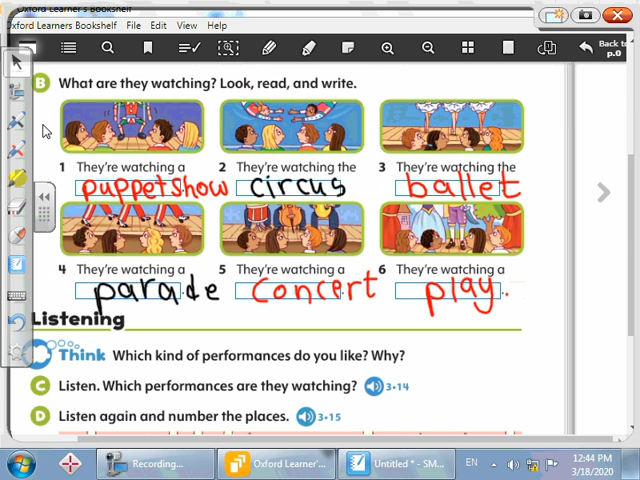 Oxford Learner's Bookshelf
Oxford Learners Bookshelf File Edit View Help
Back to
p.0
B What are they watching? Look, read, and write.
1 They're watching a
puppetshow
2 They're watching the
circus
3 They're watching the
ballet
4 They're watching a
parade
5 They're watching a
concert
6 They're watching a
play.
Listening
Think Which kind of performances do you like? Why?
C Listen. Which performances are they watching? 3•14
D Listen again and number the places. 3•15
Recording...
Oxford Learner'...
Untitled * - SM...
EN
12:44 PM
3/18/2020